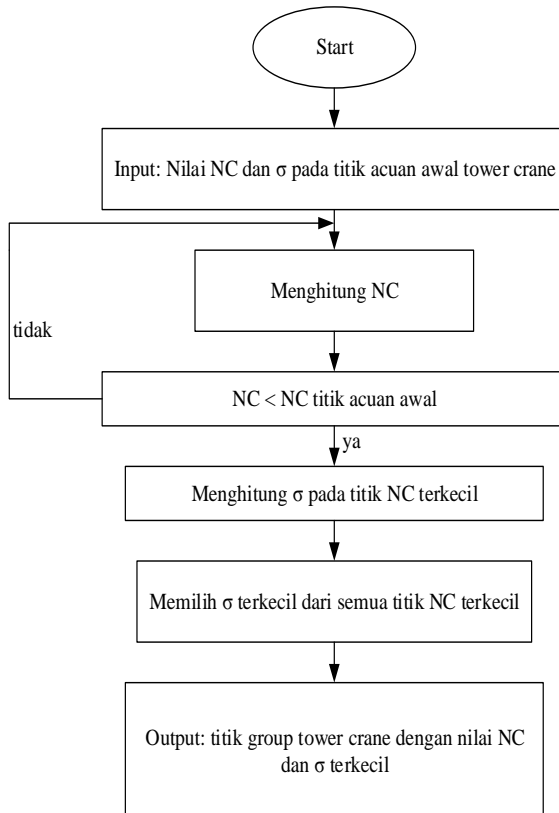 Start
Input: Nilai NC dan σ pada titik acuan awal tower crane
Menghitung NC
tidak
NC < NC titik acuan awal
ya
Menghitung σ pada titik NC terkecil
Memilih σ terkecil dari semua titik NC terkecil
Output: titik group tower crane dengan nilai NC
dan σ terkecil